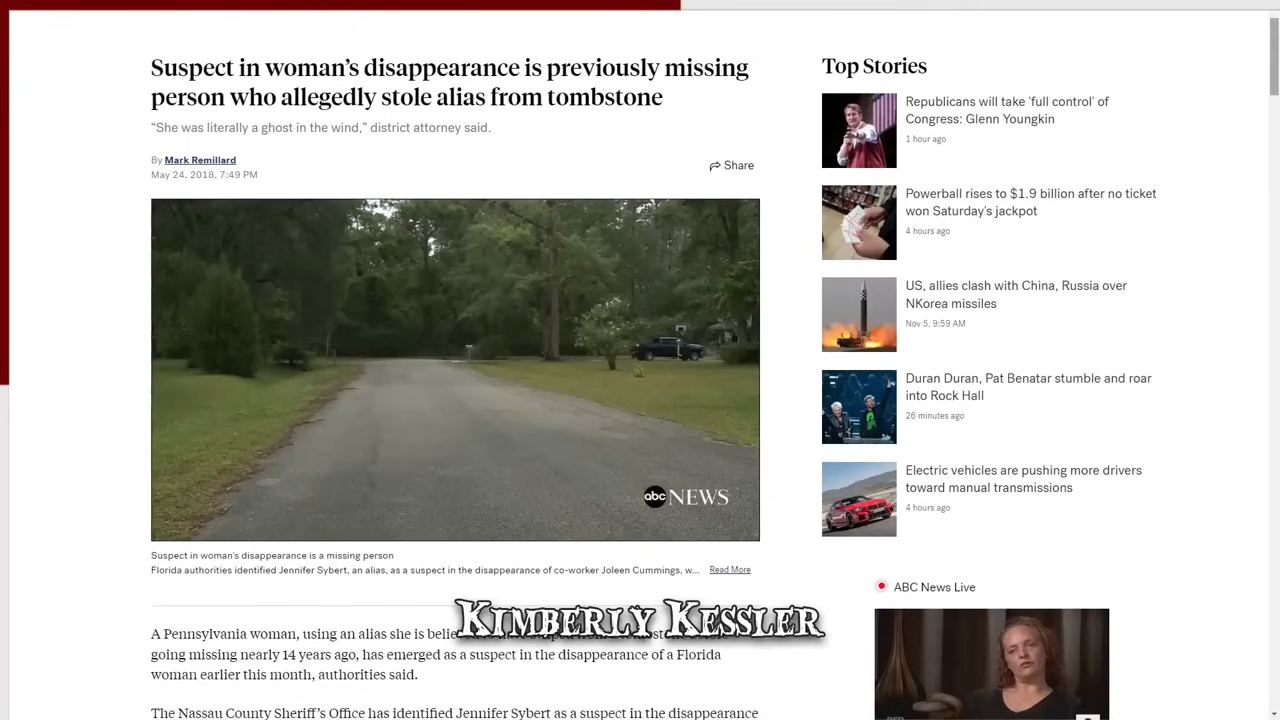 Suspect in woman's disappearance is previously missing
person who allegedly stole alias from tombstone
“She was literally a ghost in the wind,” district attorney said.
By Mark Remillard
May 24, 2018, 7:49 PM
Share
abc NEWS
Suspect in woman's disappearance is a missing person
Florida authorities identified Jennifer Sybert, an alias, as a suspect in the disappearance of co-worker Joleen Cummings, w... Read More
Kimberly Kessler
A Pennsylvania woman, using an alias she is
going missing nearly 14 years ago, has emerged as a suspect in the disappearance of a Florida
woman earlier this month, authorities said.
The Nassau County Sheriff's Office has identified Jennifer Sybert as a suspect in the disappearance
Top Stories
Republicans will take 'full control' of
Congress: Glenn Youngkin
1 hour ago
Powerball rises to $1.9 billion after no ticket
won Saturday's jackpot
4 hours ago
US, allies clash with China, Russia over
NKorea missiles
Nov 5, 9:59 AM
Duran Duran, Pat Benatar stumble and roar
into Rock Hall
26 minutes ago
Electric vehicles are pushing more drivers
toward manual transmissions
4 hours ago
ABC News Live